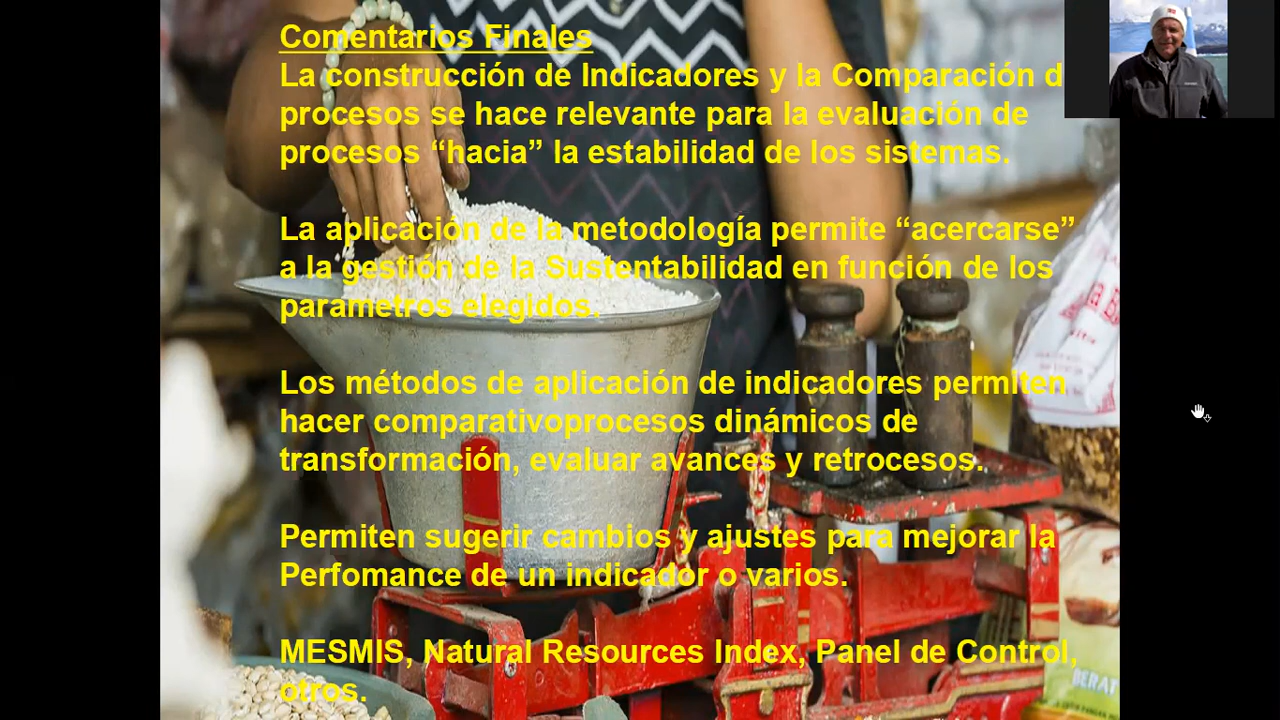 Comentarios Finales
La construcción de Indicadores y la Comparación d
procesos se hace relevante para la evaluación de
procesos “hacia” la estabilidad de los sistemas.
La aplicación de la metodología permite “acercarse”
a la gestión de la Sustentabilidad en función de los
parametros elegidos.
Los métodos de aplicación de indicadores permiten
hacer comparativoprocesos dinámicos de
transformación, evaluar avances y retrocesos.
Permiten sugerir cambios y ajustes para mejorar la
Perfomance de un indicador o varios.
MESMIS, Natural Resources Index, Panel de Control,
otros.
BERAT